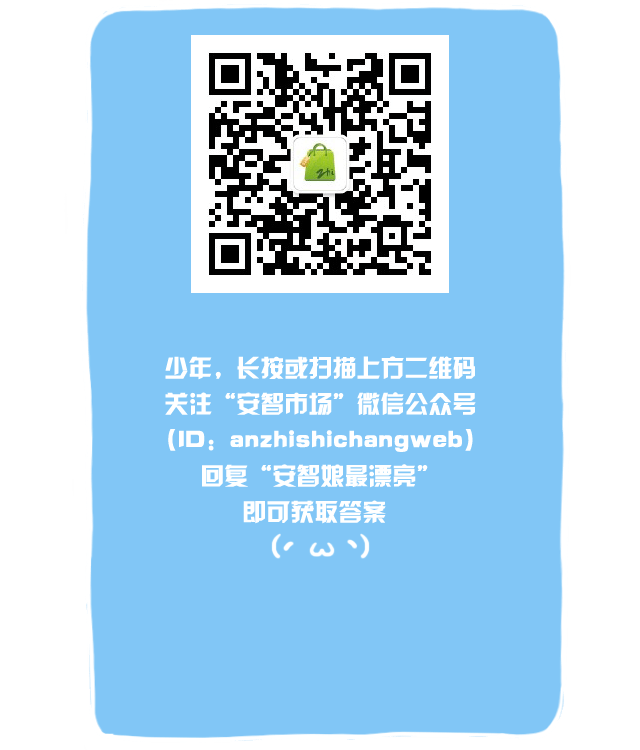 zhi
少年，长按或扫描上方二维码
关注“安智市场”微信公众号
(ID：anzhishichangweb)
回复“安智娘最漂亮”
即可获取答案
(´ω`)